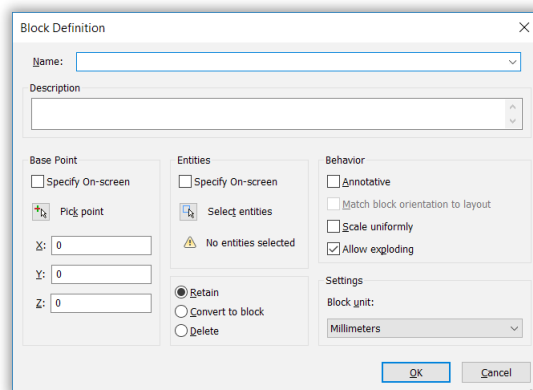 Block Definition
Name:
Description
Base Point
Specify On-screen
Pick point
X: 0
Y: 0
Z: 0
Entities
Specify On-screen
Select entities
No entities selected
Retain
Convert to block
Delete
Behavior
Annotative
Match block orientation to layout
Scale uniformly
Allow exploding
Settings
Block unit:
Millimeters
OK
Cancel